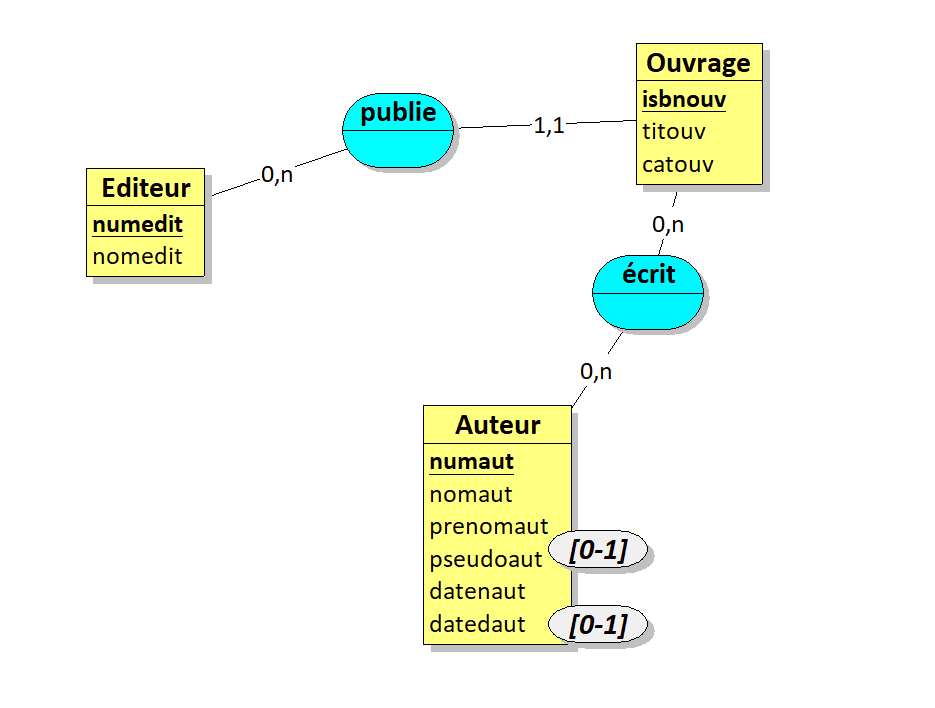 Ouvrage
isbnouv
titouv
catouv
publie
1,1
0,n
Editeur
numedit
nomedit
0,n
écrit
0,n
Auteur
numaut
nomaut
prenomaut
pseudoaut [0-1]
datenaut
datedaut [0-1]